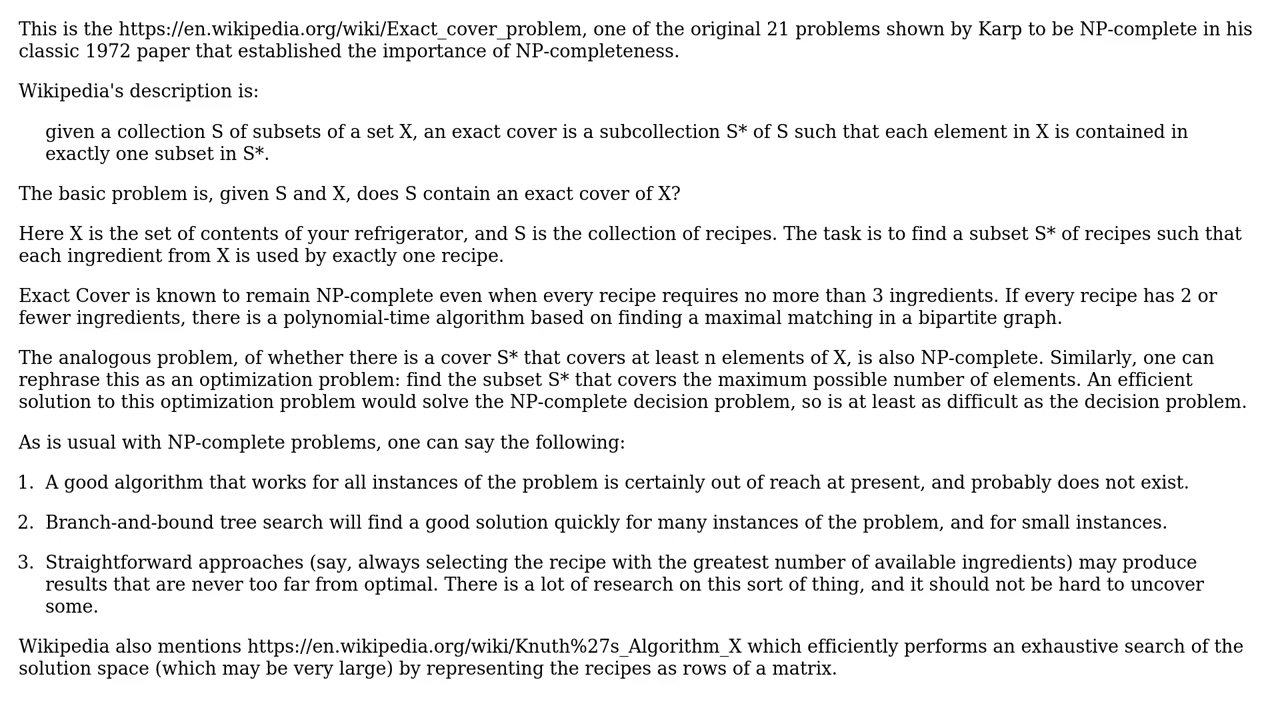 This is the https://en.wikipedia.org/wiki/Exact_cover_problem, one of the original 21 problems shown by Karp to be NP-complete in his
classic 1972 paper that established the importance of NP-completeness.
Wikipedia's description is:
given a collection S of subsets of a set X, an exact cover is a subcollection S* of S such that each element in X is contained in
exactly one subset in S*.
The basic problem is, given S and X, does S contain an exact cover of X?
Here X is the set of contents of your refrigerator, and S is the collection of recipes. The task is to find a subset S* of recipes such that
each ingredient from X is used by exactly one recipe.
Exact Cover is known to remain NP-complete even when every recipe requires no more than 3 ingredients. If every recipe has 2 or
fewer ingredients, there is a polynomial-time algorithm based on finding a maximal matching in a bipartite graph.
The analogous problem, of whether there is a cover S* that covers at least n elements of X, is also NP-complete. Similarly, one can
rephrase this as an optimization problem: find the subset S* that covers the maximum possible number of elements. An efficient
solution to this optimization problem would solve the NP-complete decision problem, so is at least as difficult as the decision problem.
As is usual with NP-complete problems, one can say the following:
1. A good algorithm that works for all instances of the problem is certainly out of reach at present, and probably does not exist.
2. Branch-and-bound tree search will find a good solution quickly for many instances of the problem, and for small instances.
3. Straightforward approaches (say, always selecting the recipe with the greatest number of available ingredients) may produce
results that are never too far from optimal. There is a lot of research on this sort of thing, and it should not be hard to uncover
some.
Wikipedia also mentions https://en.wikipedia.org/wiki/Knuth%27s_Algorithm_X which efficiently performs an exhaustive search of the
solution space (which may be very large) by representing the recipes as rows of a matrix.